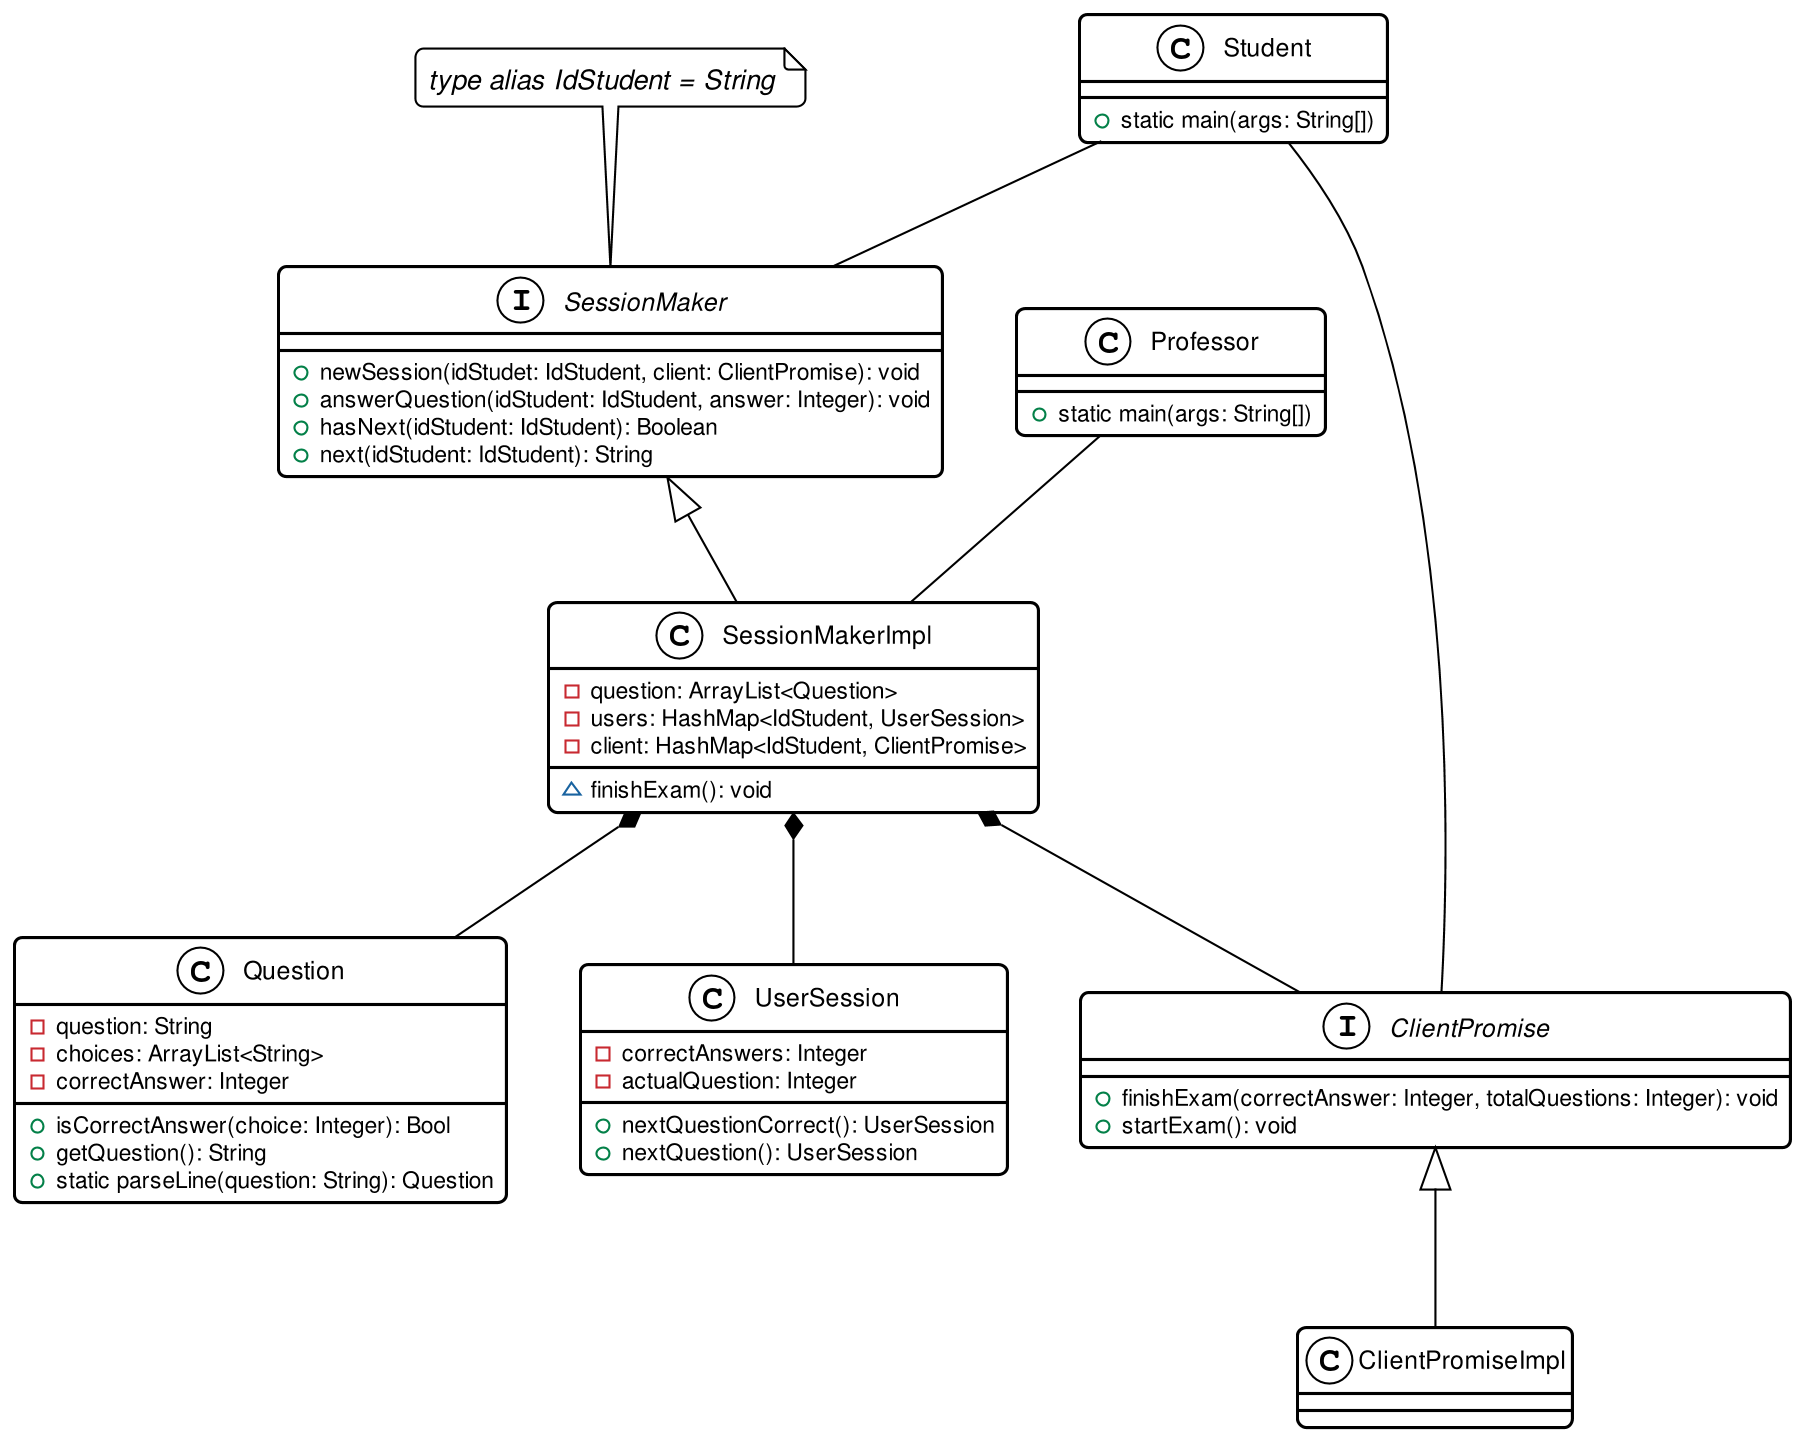 type alias IdStudent = String
C Student
static main(args: String[])
I SessionMaker
newSession(idStudet: IdStudent, client: ClientPromise): void
answerQuestion(idStudent: IdStudent, answer: Integer): void
hasNext(idStudent: IdStudent): Boolean
next(idStudent: IdStudent): String
C Professor
static main(args: String[])
C SessionMakerImpl
question: ArrayList<Question>
users: HashMap<IdStudent, UserSession>
client: HashMap<IdStudent, ClientPromise>
finishExam(): void
C Question
question: String
choices: ArrayList<String>
correctAnswer: Integer
isCorrectAnswer(choice: Integer): Bool
getQuestion(): String
static parseLine(question: String): Question
C UserSession
correctAnswers: Integer
actualQuestion: Integer
nextQuestionCorrect(): UserSession
nextQuestion(): UserSession
I ClientPromise
finishExam(correctAnswer: Integer, totalQuestions: Integer): void
startExam(): void
C ClientPromiseImpl